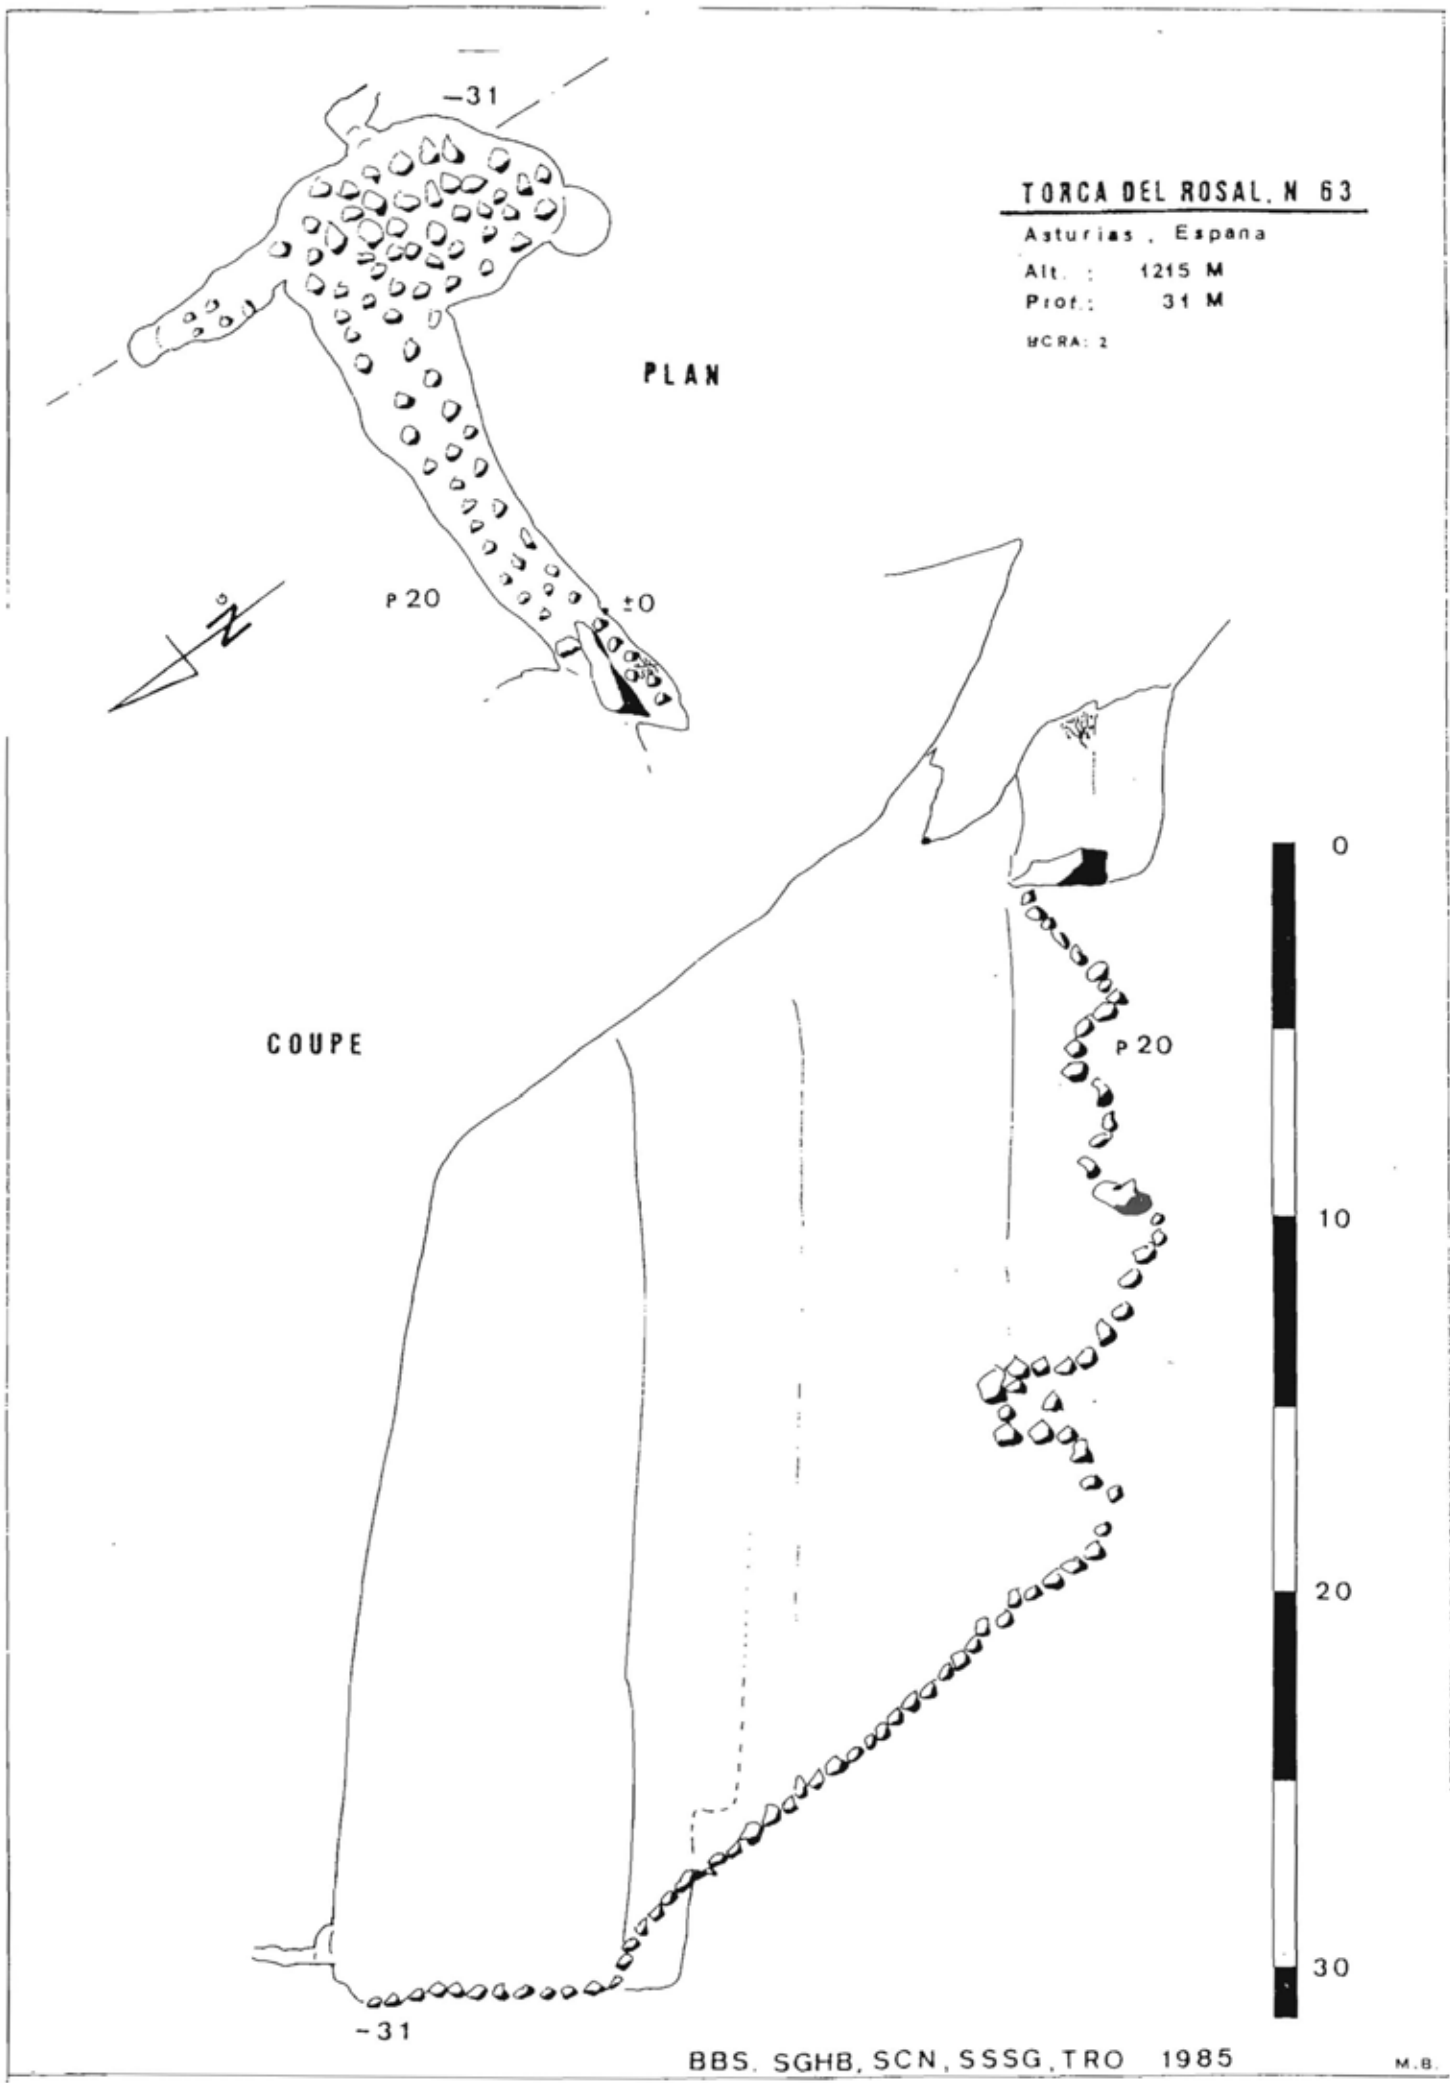 -31
TORCA DEL ROSAL, N 63
Asturias, Espana
Alt. : 1215 M
Prof.: 31 M
BCRA: 2
PLAN
N
P 20
±0
0
COUPE
P 20
10
20
30
-31
BBS. SGHB, SCN, SSSG, TRO 1985
M.B.